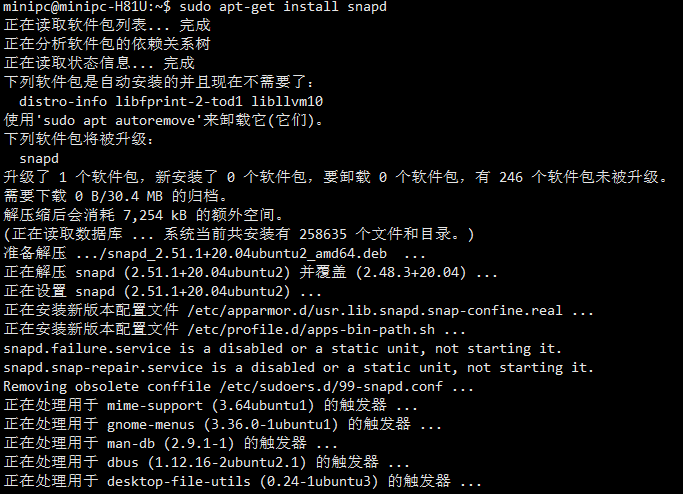 minipc@minipc-H81U:~$ sudo apt-get install snapd
正在读取软件包列表... 完成
正在分析软件包的依赖关系树
正在读取状态信息... 完成
下列软件包是自动安装的并且现在不需要了：
  distro-info libfprint-2-tod1 libllvm10
使用'sudo apt autoremove'来卸载它(它们)。
下列软件包将被升级：
  snapd
升级了 1 个软件包，新安装了 0 个软件包，要卸载 0 个软件包，有 246 个软件包未被升级。
需要下载 0 B/30.4 MB 的归档。
解压缩后会消耗 7,254 kB 的额外空间。
(正在读取数据库 ... 系统当前共安装有 258635 个文件和目录。)
准备解压 .../snapd_2.51.1+20.04ubuntu2_amd64.deb  ...
正在解压 snapd (2.51.1+20.04ubuntu2) 并覆盖 (2.48.3+20.04) ...
正在设置 snapd (2.51.1+20.04ubuntu2) ...
正在安装新版本配置文件 /etc/apparmor.d/usr.lib.snapd.snap-confine.real ...
正在安装新版本配置文件 /etc/profile.d/apps-bin-path.sh ...
snapd.failure.service is a disabled or a static unit, not starting it.
snapd.snap-repair.service is a disabled or a static unit, not starting it.
Removing obsolete conffile /etc/sudoers.d/99-snapd.conf ...
正在处理用于 mime-support (3.64ubuntu1) 的触发器 ...
正在处理用于 gnome-menus (3.36.0-1ubuntu1) 的触发器 ...
正在处理用于 man-db (2.9.1-1) 的触发器 ...
正在处理用于 dbus (1.12.16-2ubuntu2.1) 的触发器 ...
正在处理用于 desktop-file-utils (0.24-1ubuntu3) 的触发器 ...